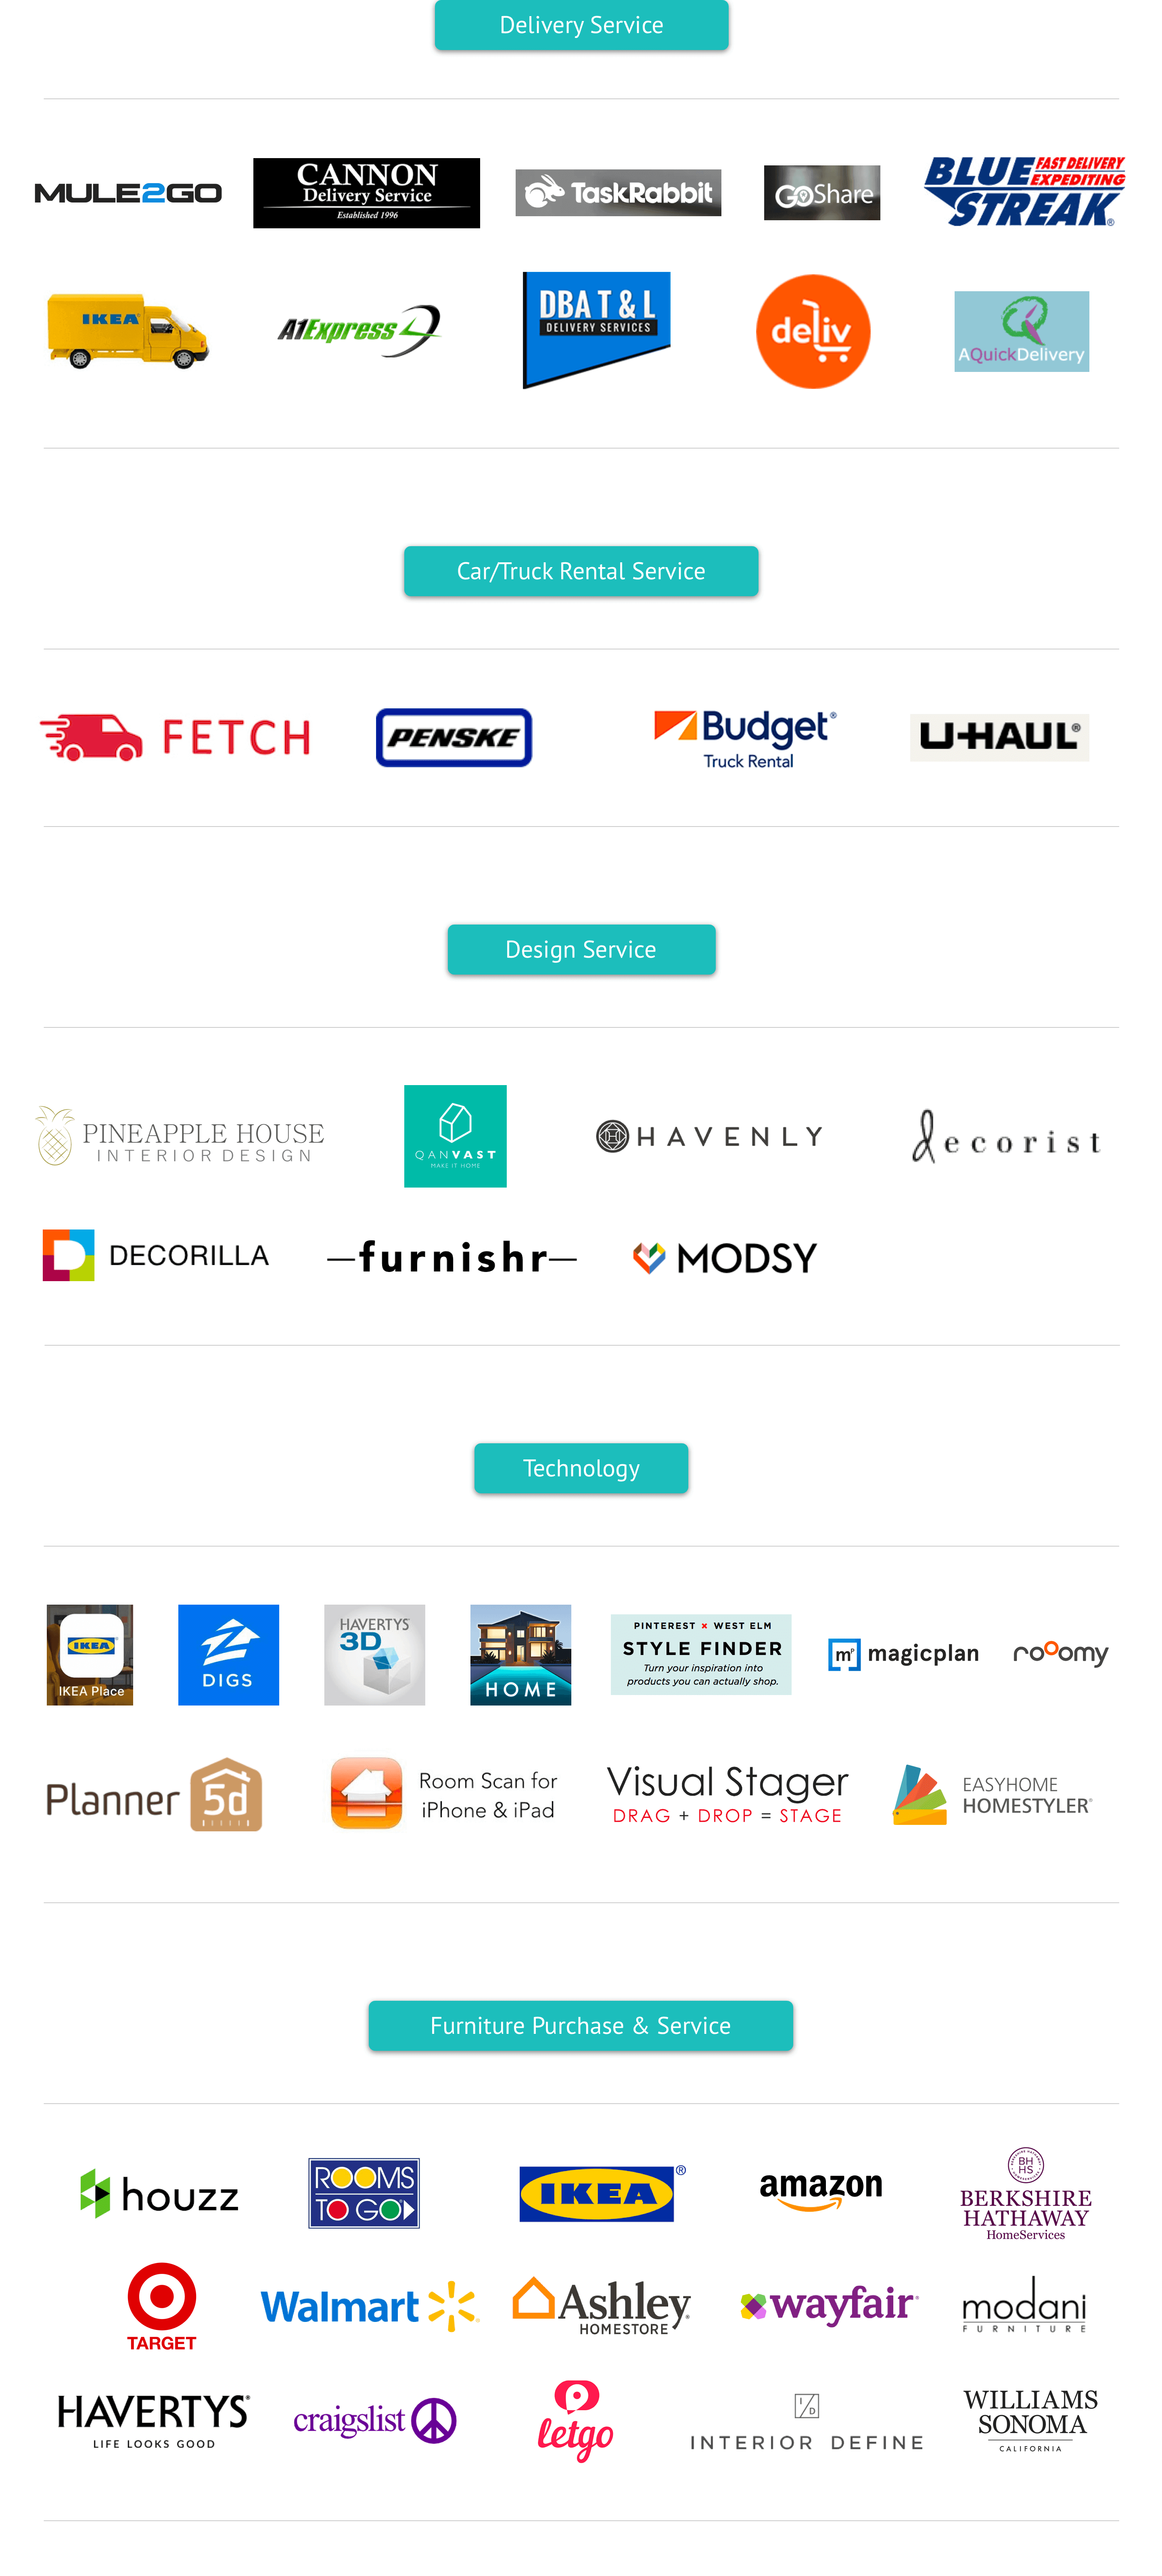 Delivery Service
MULE2GO
CANNON
Delivery Service
Established 1996
TaskRabbit
GoShare
BLUE STREAK®
FAST DELIVERY
EXPEDITING
IKEA®
A1Express
DBA T & L
DELIVERY SERVICES
deliv
AQuickDelivery
Car/Truck Rental Service
FETCH
PENSKE
Budget®
Truck Rental
U-HAUL®
Design Service
PINEAPPLE HOUSE
INTERIOR DESIGN
QANVAST
MAKE IT HOME
HAVENLY
decorist
DECORILLA
—furnishr—
MODSY
Technology
IKEA
IKEA Place
DIGS
HAVERTYS
3D
HOME
PINTEREST × WEST ELM
STYLE FINDER
Turn your inspiration into
products you can actually shop.
mp magicplan
rooomy
Planner 5d
Room Scan for
iPhone & iPad
Visual Stager
DRAG + DROP = STAGE
EASYHOME
HOMESTYLER®
Furniture Purchase & Service
houzz
ROOMS
TO GO
IKEA®
amazon
BH
HS
BERKSHIRE
HATHAWAY
HomeServices
TARGET
Walmart
Ashley
HOMESTORE
wayfair
modani
FURNITURE
HAVERTYS®
LIFE LOOKS GOOD
craigslist
letgo
I/D
INTERIOR DEFINE
WILLIAMS
SONOMA
CALIFORNIA